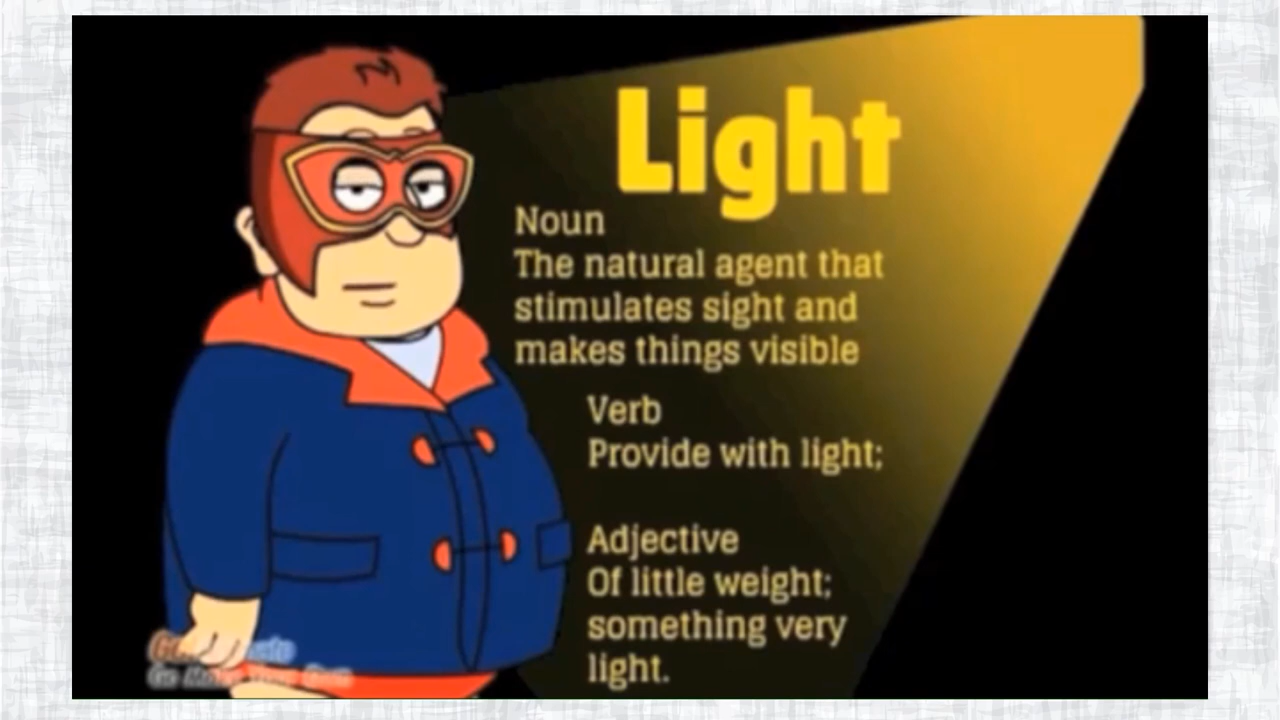 Light
Noun
The natural agent that
stimulates sight and
makes things visible
Verb
Provide with light;
Adjective
Of little weight;
something very
light.